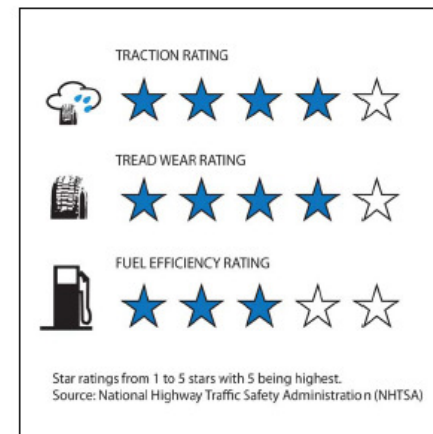 TRACTION RATING
TREAD WEAR RATING
FUEL EFFICIENCY RATING
Star ratings from 1 to 5 stars with 5 being highest.
Source: National Highway Traffic Safety Administration (NHTSA)